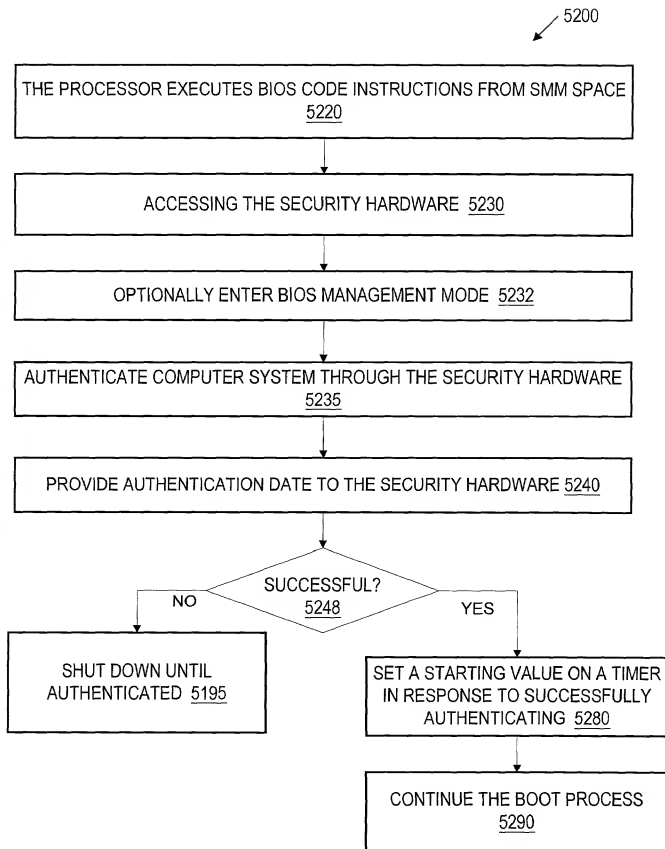 5200
THE PROCESSOR EXECUTES BIOS CODE INSTRUCTIONS FROM SMM SPACE
5220
ACCESSING THE SECURITY HARDWARE 5230
OPTIONALLY ENTER BIOS MANAGEMENT MODE 5232
AUTHENTICATE COMPUTER SYSTEM THROUGH THE SECURITY HARDWARE
5235
PROVIDE AUTHENTICATION DATE TO THE SECURITY HARDWARE 5240
SUCCESSFUL?
5248
NO
YES
SHUT DOWN UNTIL
AUTHENTICATED 5195
SET A STARTING VALUE ON A TIMER
IN RESPONSE TO SUCCESSFULLY
AUTHENTICATING 5280
CONTINUE THE BOOT PROCESS
5290